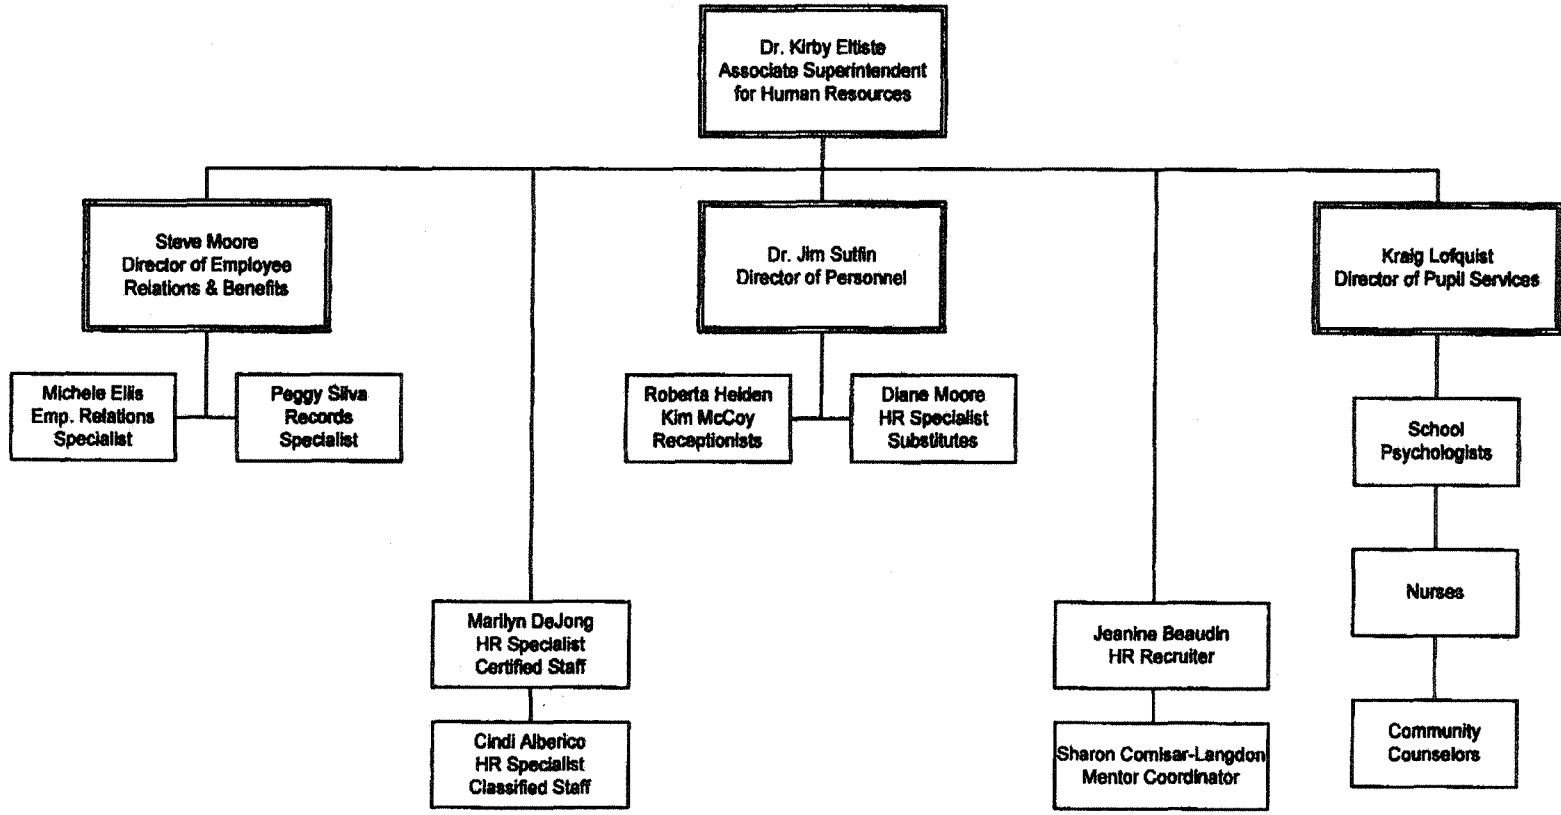 Dr. Kirby Eltiste
Associate Superintendent
for Human Resources
Steve Moore
Director of Employee
Relations & Benefits
Dr. Jim Sutfin
Director of Personnel
Kraig Lofquist
Director of Pupil Services
Michele Ellis
Emp. Relations
Specialist
Peggy Silva
Records
Specialist
Roberta Heiden
Kim McCoy
Receptionists
Diane Moore
HR Specialist
Substitutes
School
Psychologists
Nurses
Community
Counselors
Marilyn DeJong
HR Specialist
Certified Staff
Cindi Alberico
HR Specialist
Classified Staff
Jeanine Beaudin
HR Recruiter
Sharon Comisar-Langdon
Mentor Coordinator